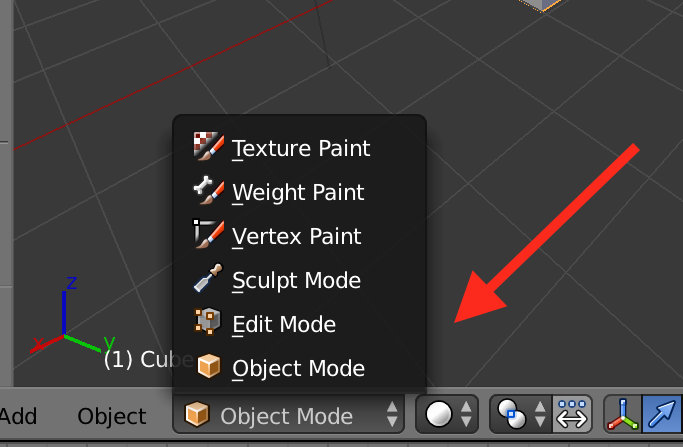 Texture Paint
Weight Paint
Vertex Paint
Sculpt Mode
Edit Mode
Object Mode
z
x
y
(1) Cube
Add
Object
Object Mode